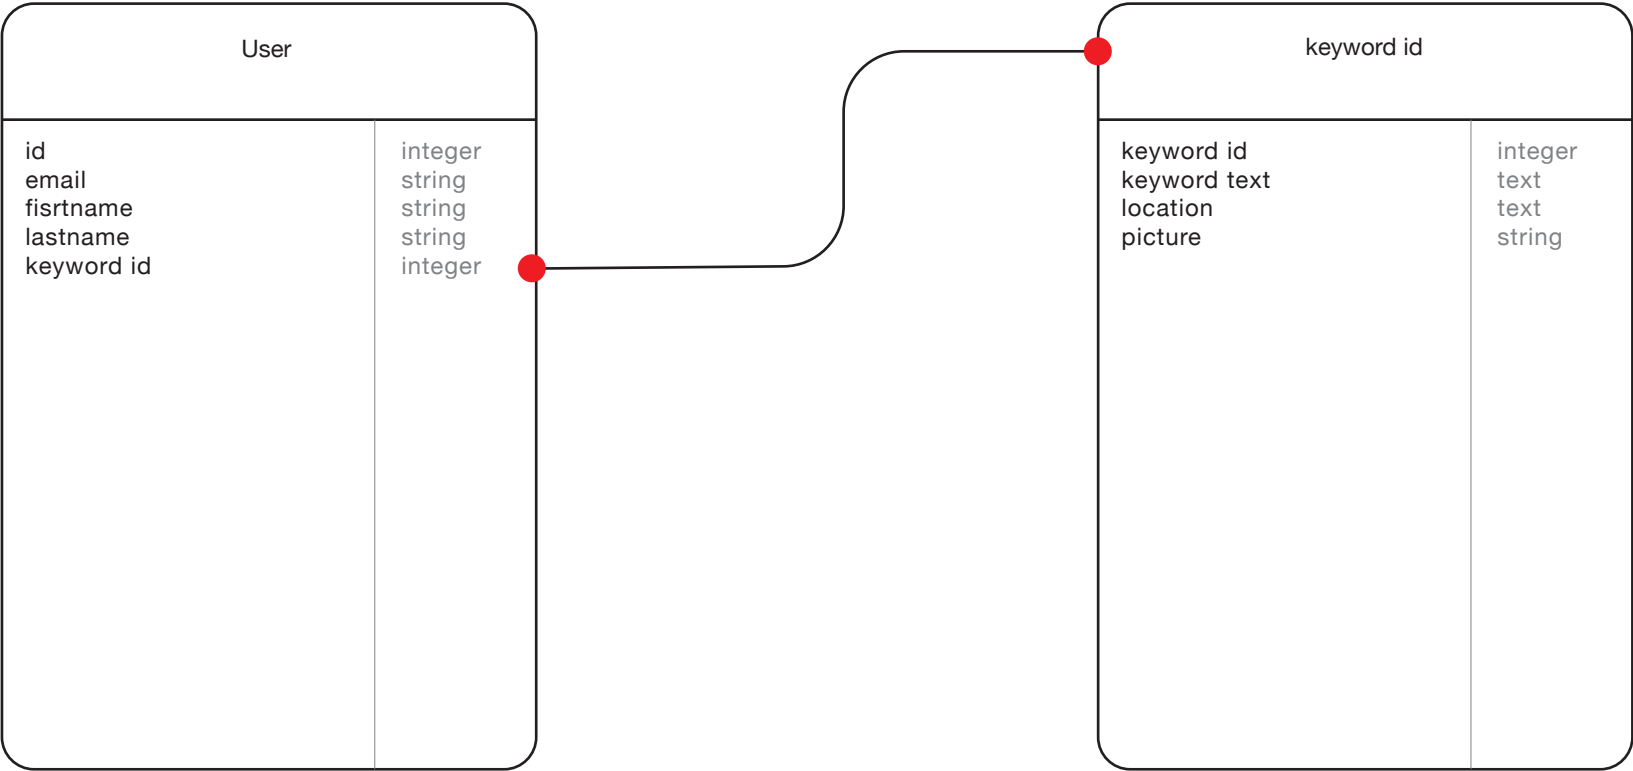 User
id integer
email string
fisrtname string
lastname string
keyword id integer
keyword id
keyword id integer
keyword text text
location text
picture string